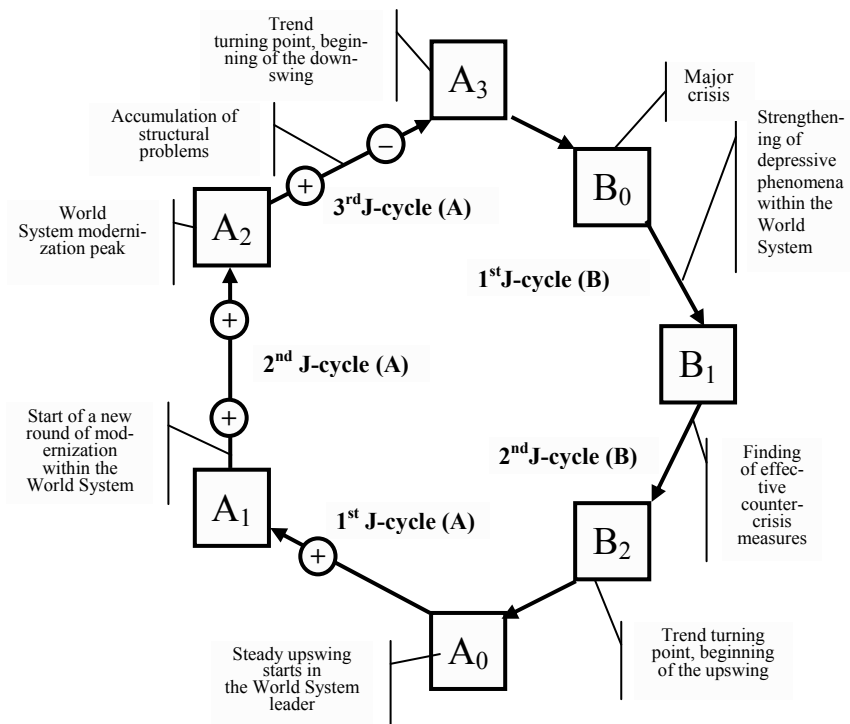 Trend
turning point, begin-
ning of the down-
swing
A3
Major
crisis
Accumulation of
structural
problems
Strengthen-
ing of
depressive
phenomena
within the
World
System
−
+
B0
3rdJ-cycle (A)
World
System moderni-
zation peak
A2
1stJ-cycle (B)
+
2nd J-cycle (A)
B1
Start of a new
round of mod-
ernization
within the
World System
+
2ndJ-cycle (B)
Finding
of effec-
tive
counter-
crisis
measures
A1
1st J-cycle (A)
B2
+
Steady upswing
starts in
the World System
leader
A0
Trend turning
point, beginning
of the upswing